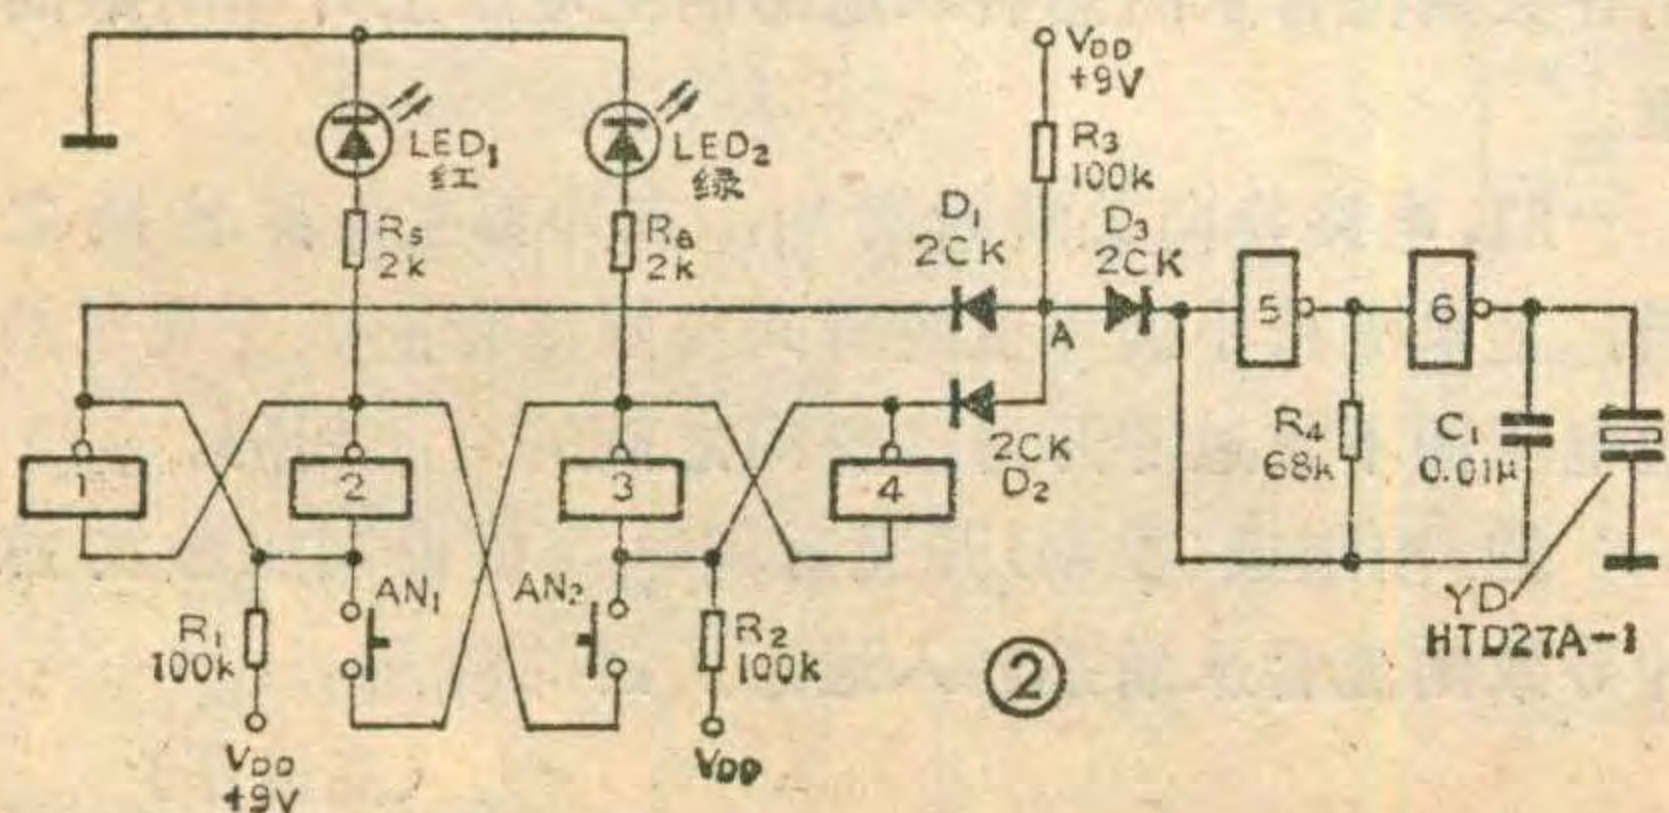 VDD
+9V
LED1
红
LED2
绿
R3
100k
R5
2k
R6
2k
D1
2CK
D3
2CK
A
5
6
1
2
3
4
2CK
D2
R4
68k
C1
0.01μ
AN1
AN2
R1
100k
R2
100k
②
YD
HTD27A-1
VDD
+9V
VDD